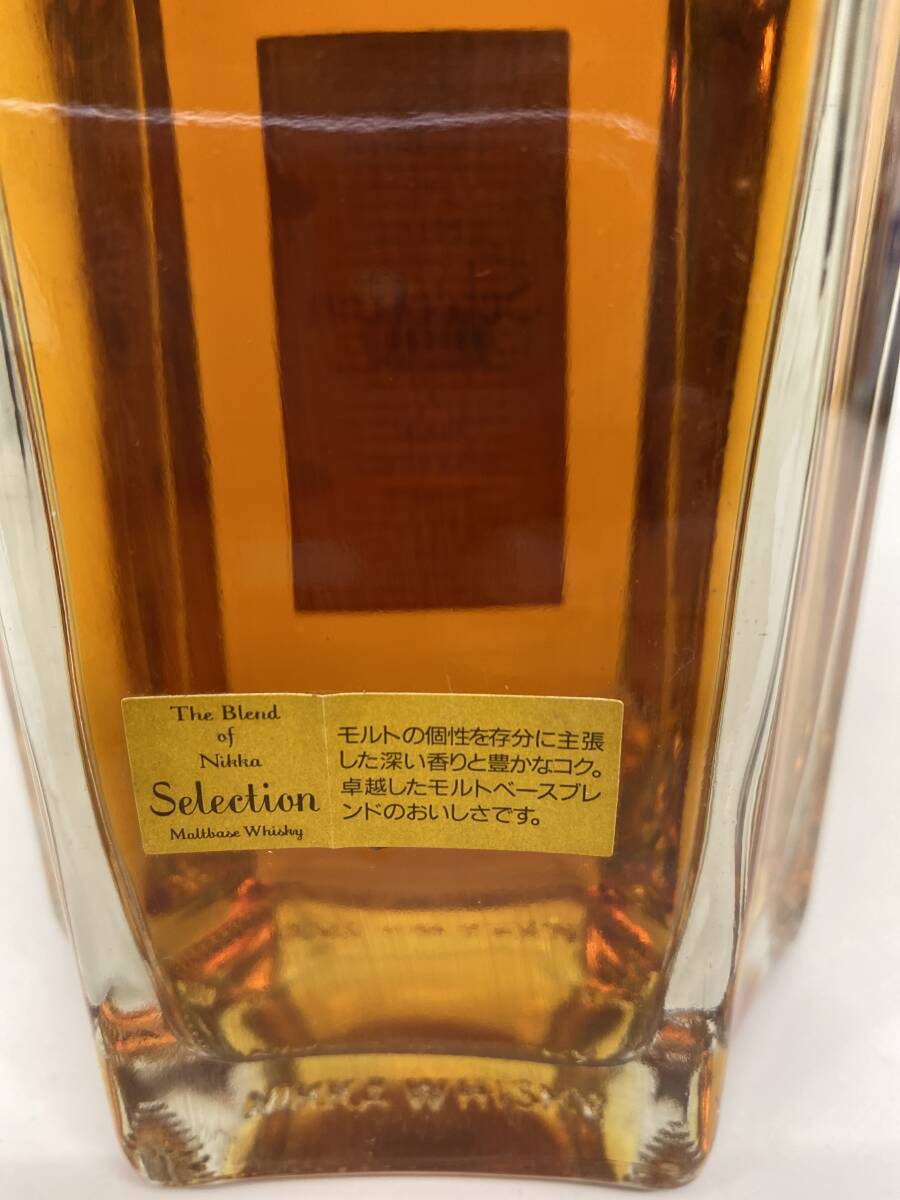 The Blend
of
Nikka
Selection
Maltbase Whisky
モルトの個性を存分に主張
した深い香りと豊かなコク。
卓越したモルトベースブレ
ンドのおいしさです。
NIKKA WHISKY